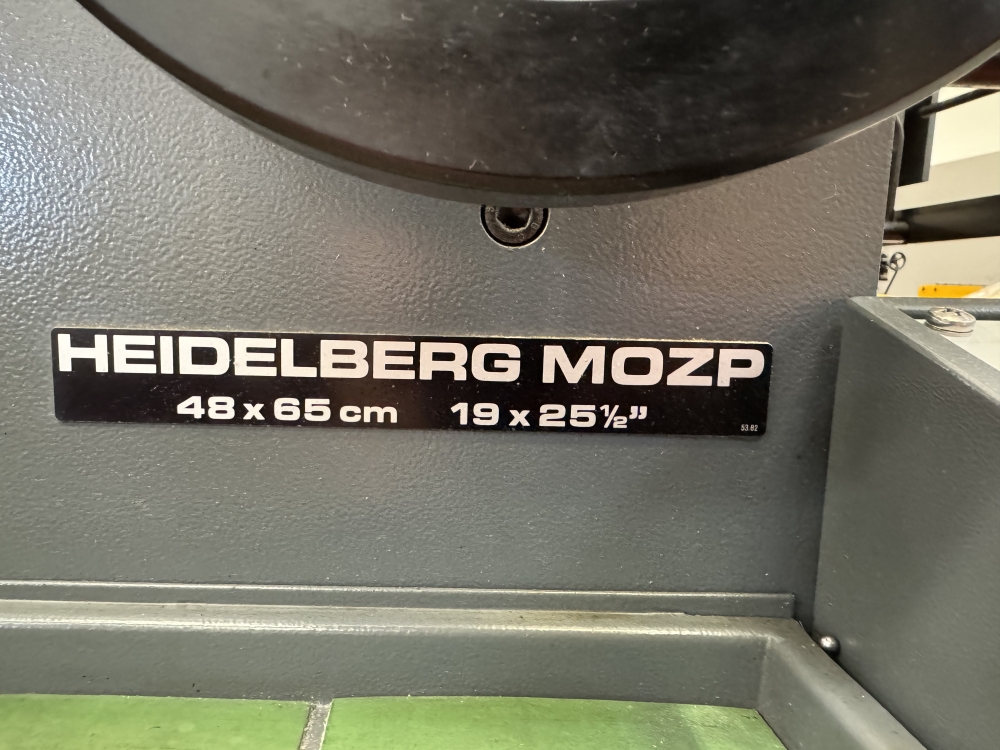 HEIDELBERG MOZP
48 x 65 cm 19 x 25½”
53.82